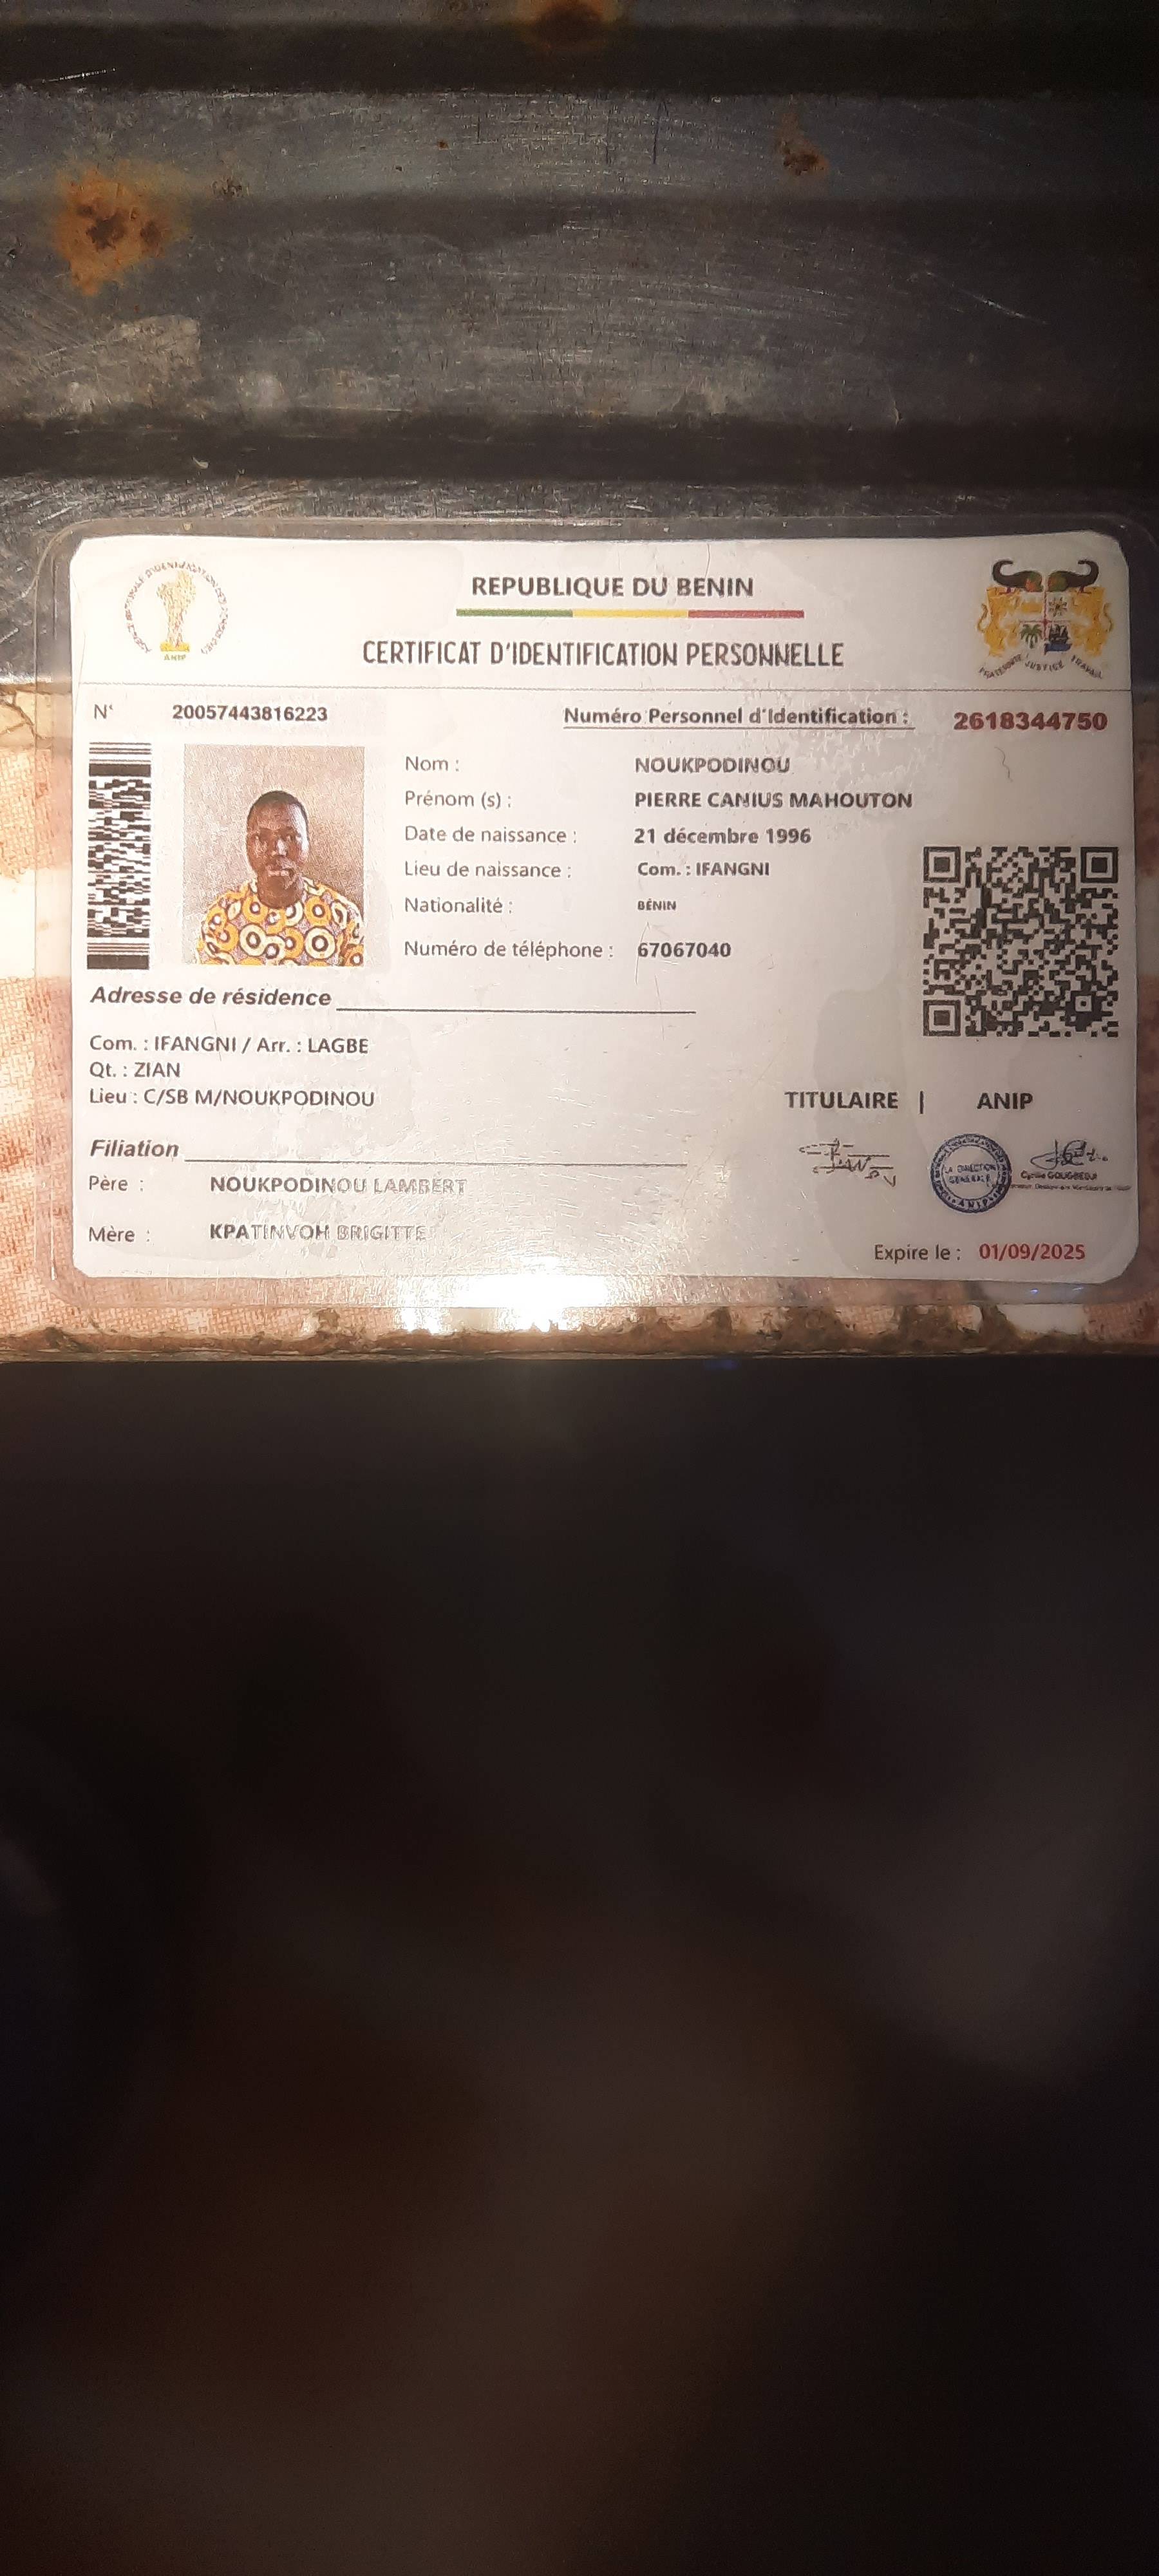 REPUBLIQUE DU BENIN
CERTIFICAT D'IDENTIFICATION PERSONNELLE
ANIP
FRATERNITE JUSTICE TRAVAIL
N° 20057443816223
Numéro Personnel d'Identification : 2618344750
Nom : NOUKPODINOU
Prénom (s) : PIERRE CANIUS MAHOUTON
Date de naissance : 21 décembre 1996
Lieu de naissance : Com. : IFANGNI
Nationalité : BÉNIN
Numéro de téléphone : 67067040
Adresse de résidence
Com. : IFANGNI / Arr. : LAGBE
Qt. : ZIAN
Lieu : C/SB M/NOUKPODINOU
Filiation
Père : NOUKPODINOU LAMBERT
Mère : KPATINVOH BRIGITTE
TITULAIRE | ANIP
LA DIRECTION GENERALE
ANIP
GOUGBEDJI
Expire le : 01/09/2025